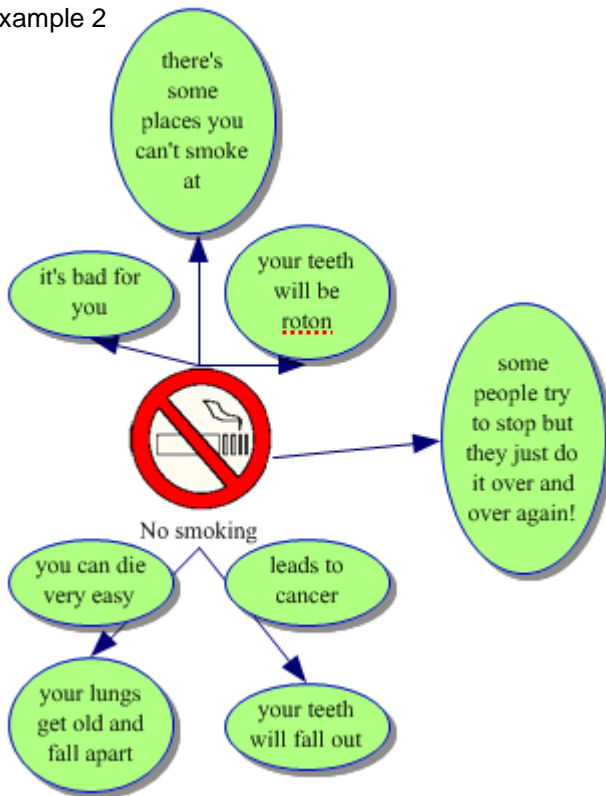 xample 2
there's
some
places you
can't smoke
at
it's bad for
you
your teeth
will be
roton
some
people try
to stop but
they just do
it over and
over again!
No smoking
you can die
very easy
leads to
cancer
your lungs
get old and
fall apart
your teeth
will fall out